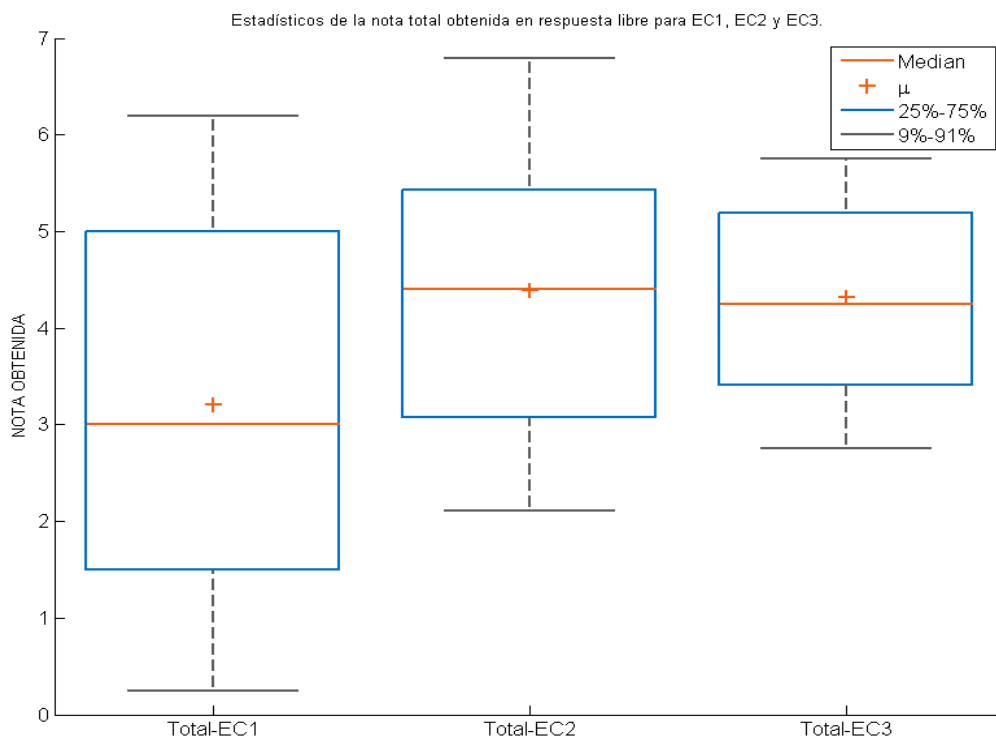 Estadísticos de la nota total obtenida en respuesta libre para EC1, EC2 y EC3.
7
6
5
4
3
2
1
0
NOTA OBTENIDA
Median
μ
25%-75%
9%-91%
Total-EC1
Total-EC2
Total-EC3